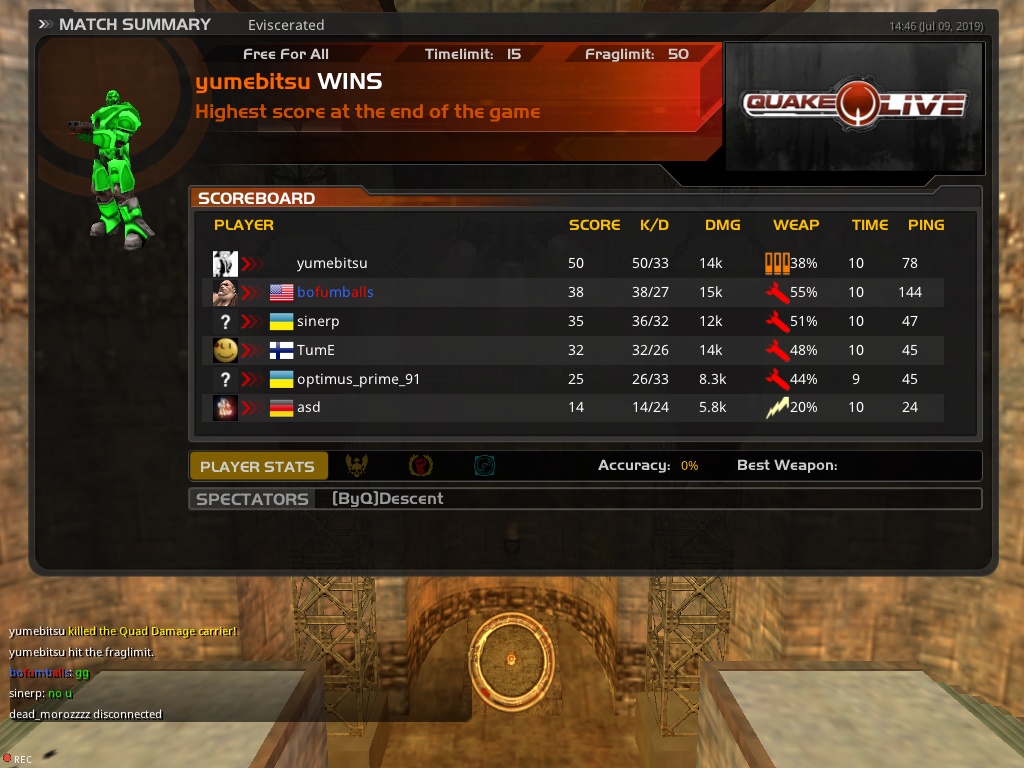 MATCH SUMMARY Eviscerated 14:46 (Jul 09, 2019)
Free For All Timelimit: 15 Fraglimit: 50
yumebitsu WINS
Highest score at the end of the game
QUAKE LIVE
SCOREBOARD
PLAYER SCORE K/D DMG WEAP TIME PING
yumebitsu 50 50/33 14k 38% 10 78
bofumballs 38 38/27 15k 55% 10 144
? sinerp 35 36/32 12k 51% 10 47
TumE 32 32/26 14k 48% 10 45
? optimus_prime_91 25 26/33 8.3k 44% 9 45
asd 14 14/24 5.8k 20% 10 24
PLAYER STATS Accuracy: 0% Best Weapon:
SPECTATORS [ByQ]Descent
yumebitsu killed the Quad Damage carrier!
yumebitsu hit the fraglimit.
bofumballs: gg
sinerp: no u
dead_morozzzz disconnected
REC